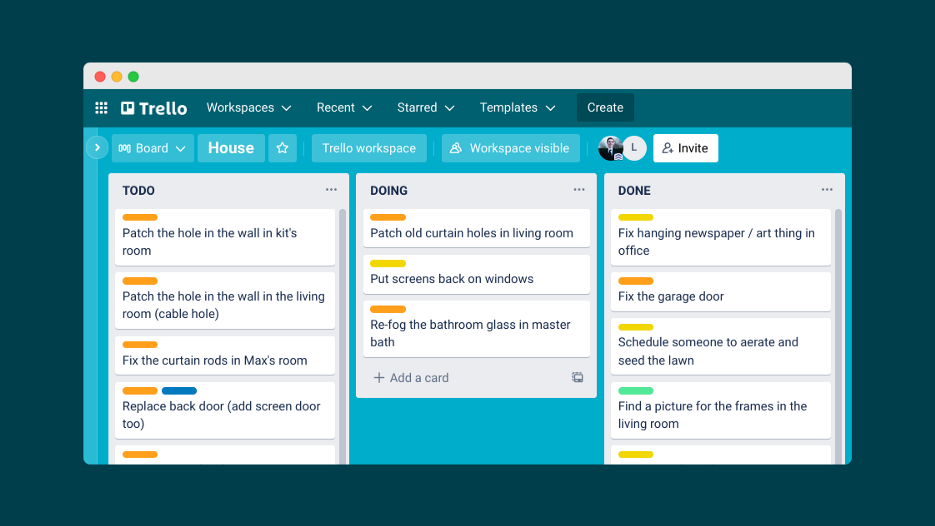 Trello
Workspaces
Recent
Starred
Templates
Create
Board
House
Trello workspace
Workspace visible
L
Invite
TODO
Patch the hole in the wall in kit's
room
Patch the hole in the wall in the living
room (cable hole)
Fix the curtain rods in Max's room
Replace back door (add screen door
too)
DOING
Patch old curtain holes in living room
Put screens back on windows
Re-fog the bathroom glass in master
bath
+ Add a card
DONE
Fix hanging newspaper / art thing in
office
Fix the garage door
Schedule someone to aerate and
seed the lawn
Find a picture for the frames in the
living room